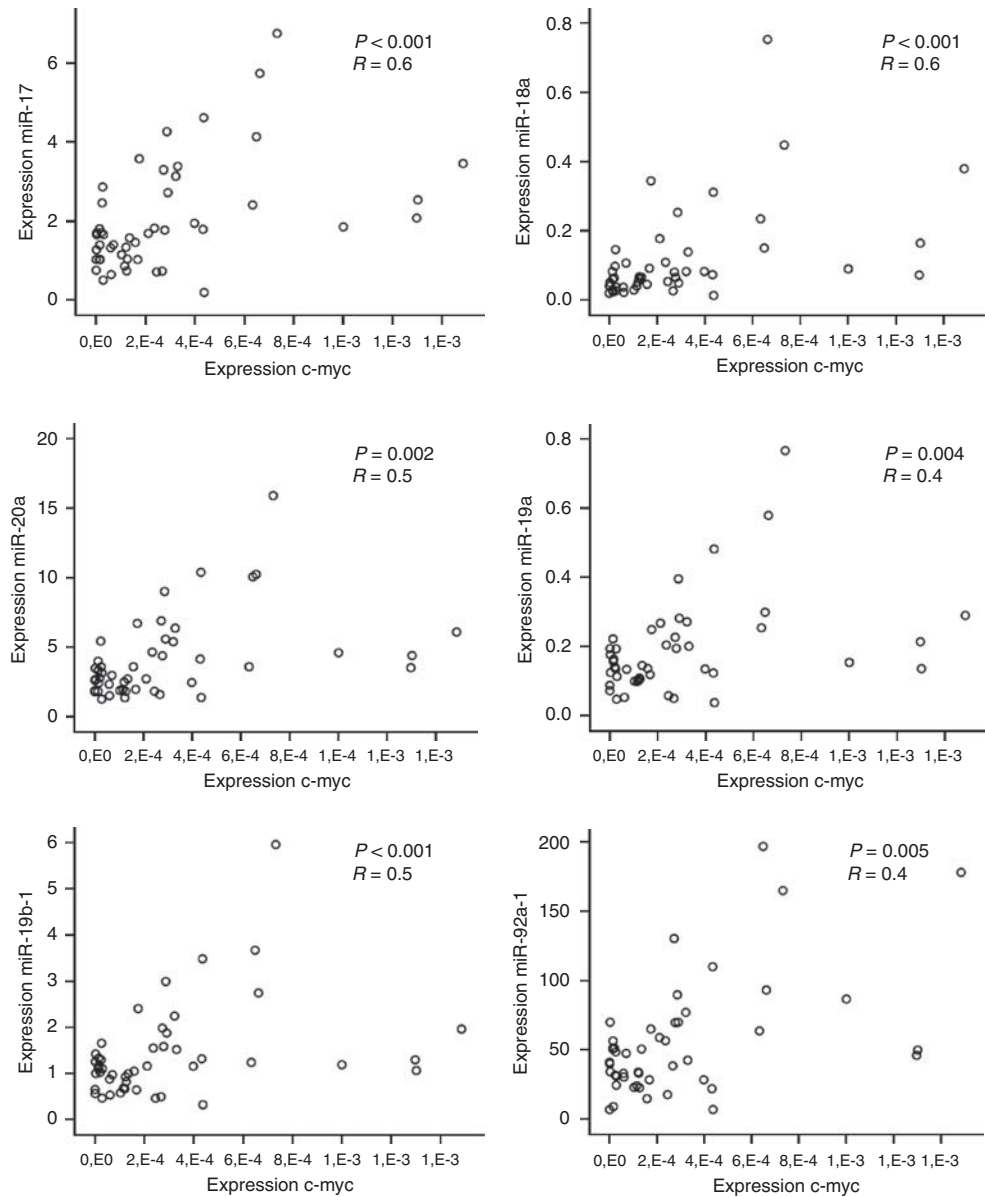 P < 0.001
R = 0.6
Expression miR-17
6
4
2
0
0,E0 2,E-4 4,E-4 6,E-4 8,E-4 1,E-3 1,E-3 1,E-3
Expression c-myc
P < 0.001
R = 0.6
Expression miR-18a
0.8
0.6
0.4
0.2
0.0
0,E0 2,E-4 4,E-4 6,E-4 8,E-4 1,E-3 1,E-3 1,E-3
Expression c-myc
P = 0.002
R = 0.5
Expression miR-20a
20
15
10
5
0
0,E0 2,E-4 4,E-4 6,E-4 8,E-4 1,E-4 1,E-3 1,E-3
Expression c-myc
P = 0.004
R = 0.4
Expression miR-19a
0.8
0.6
0.4
0.2
0.0
0,E0 2,E-4 4,E-4 6,E-4 8,E-4 1,E-3 1,E-3 1,E-3
Expression c-myc
P < 0.001
R = 0.5
Expression miR-19b-1
6
5
4
3
2
1
0
0,E0 2,E-4 4,E-4 6,E-4 8,E-4 1,E-3 1,E-3 1,E-3
Expression c-myc
P = 0.005
R = 0.4
Expression miR-92a-1
200
150
100
50
0
0,E0 2,E-4 4,E-4 6,E-4 8,E-4 1,E-3 1,E-3 1,E-3
Expression c-myc